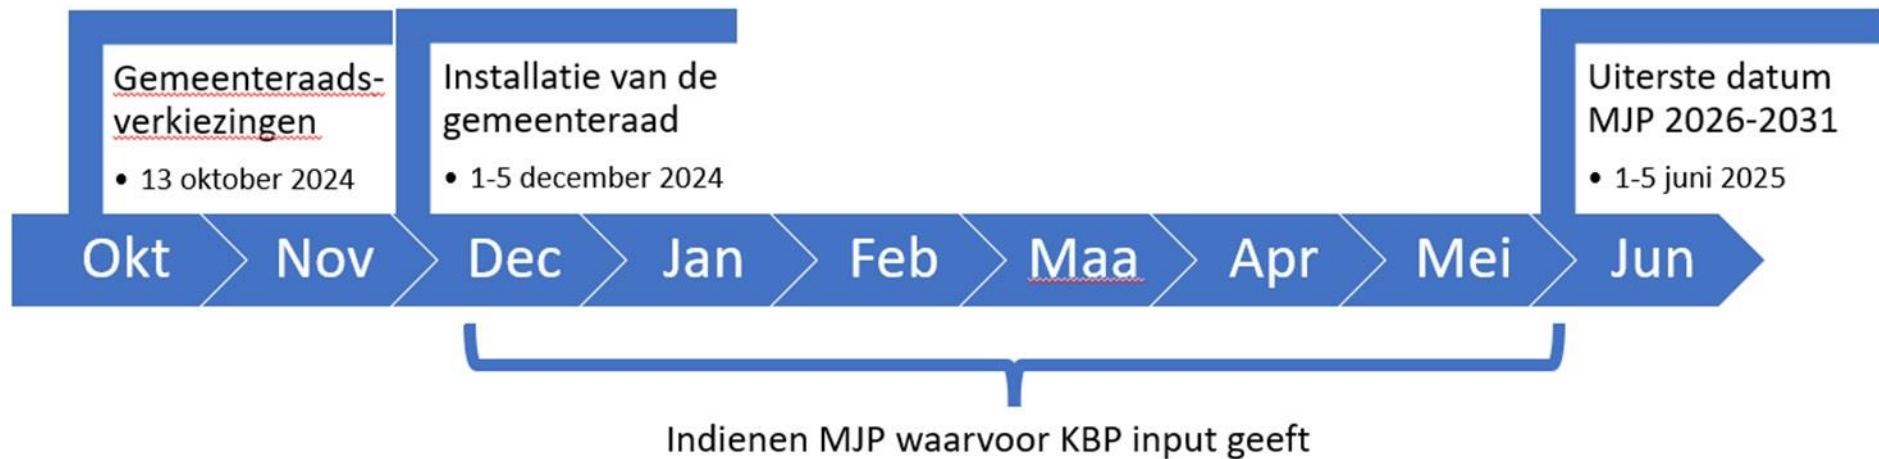 Gemeenteraads-
verkiezingen
• 13 oktober 2024
Installatie van de
gemeenteraad
• 1-5 december 2024
Uiterste datum
MJP 2026-2031
• 1-5 juni 2025
Okt
Nov
Dec
Jan
Feb
Maa
Apr
Mei
Jun
Indienen MJP waarvoor KBP input geeft